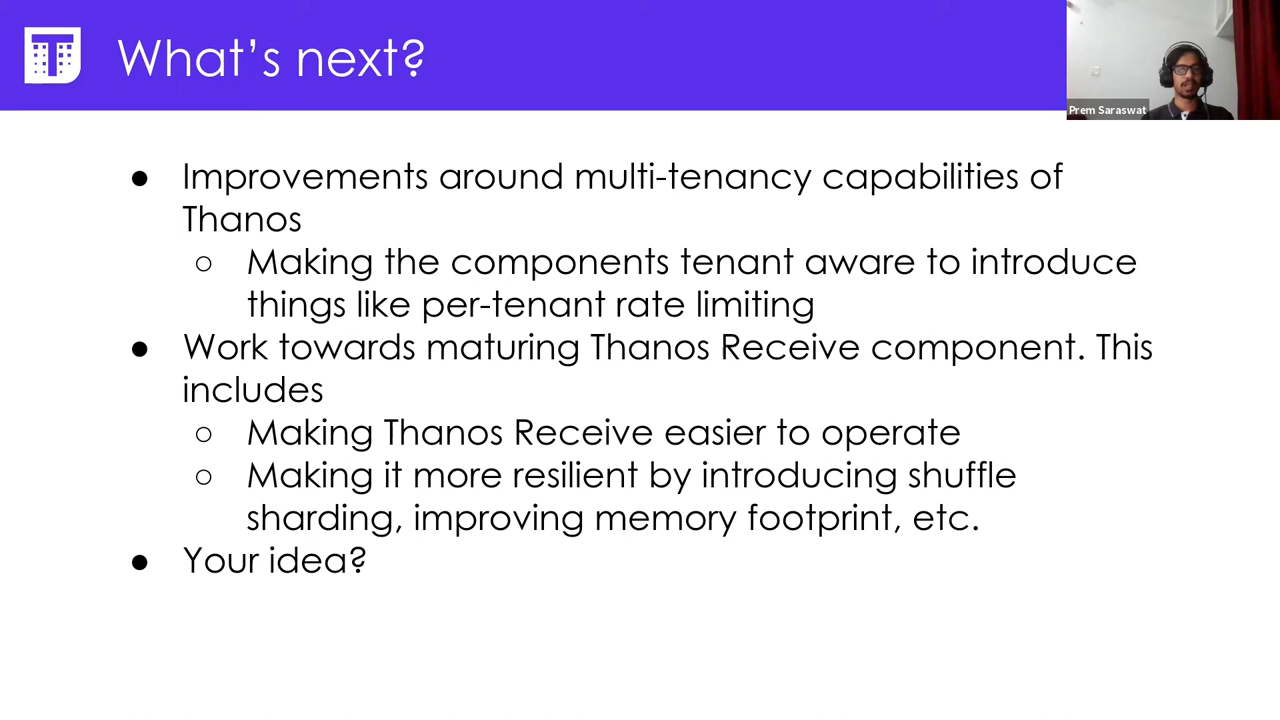 What's next?
Prem Saraswat
● Improvements around multi-tenancy capabilities of
Thanos
○ Making the components tenant aware to introduce
things like per-tenant rate limiting
● Work towards maturing Thanos Receive component. This
includes
○ Making Thanos Receive easier to operate
○ Making it more resilient by introducing shuffle
sharding, improving memory footprint, etc.
● Your idea?